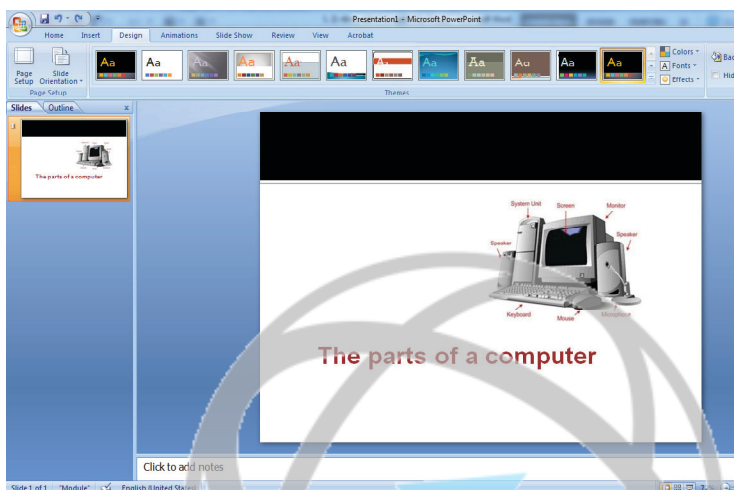 Presentation1 - Microsoft PowerPoint
Home Insert Design Animations Slide Show Review View Acrobat
Aa Aa Aa Aa Aa Aa Aa Aa Aa Aa Aa Aa
Colors
Fonts
Effects
Page Setup
Slide Orientation
Page Setup
Themes
Slides Outline
The parts of a computer
System Unit Screen Monitor
Speaker
Speaker
Keyboard Mouse Microphone
The parts of a computer
Click to add notes
Slide 1 of 1 "Module" English (United States)